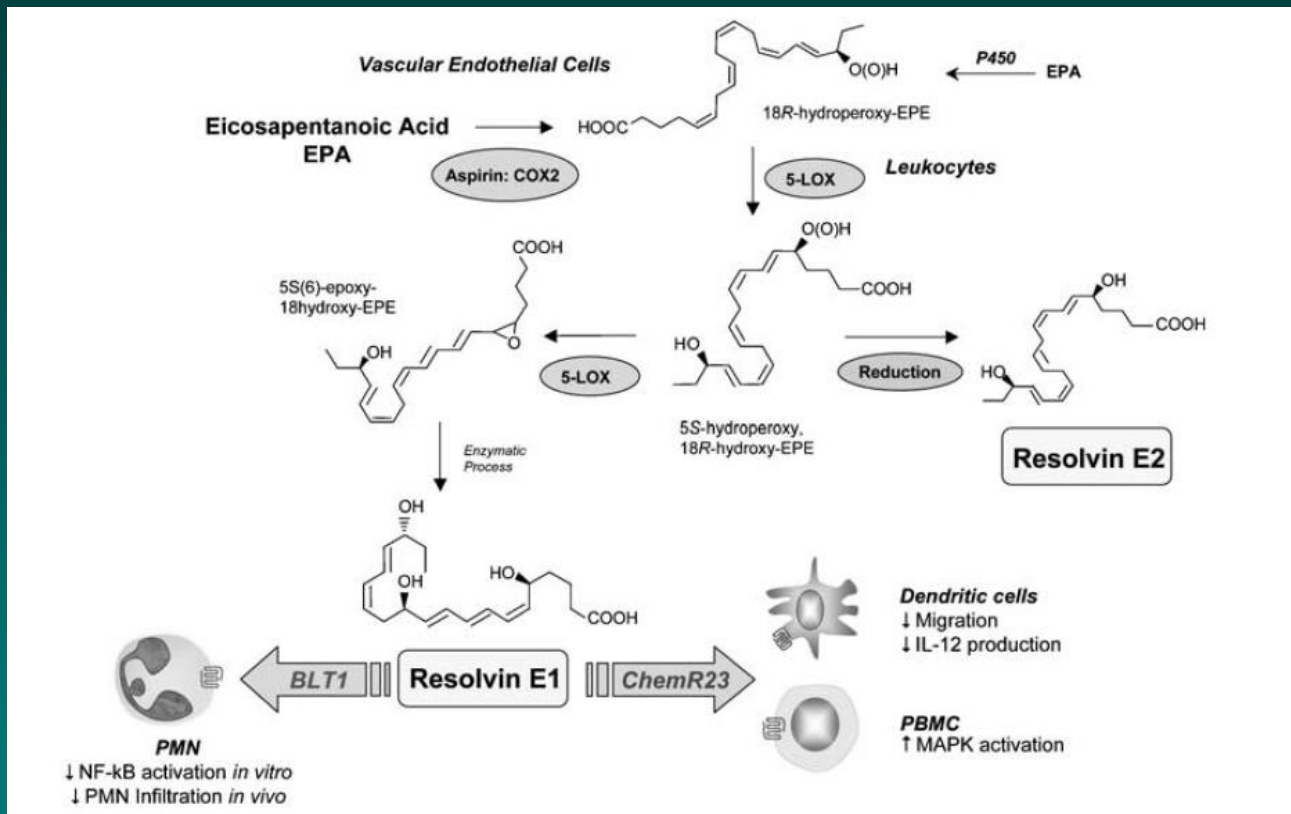 Vascular Endothelial Cells
Eicosapentanoic Acid
EPA
Aspirin: COX2
HOOC
O(O)H
18R-hydroperoxy-EPE
P450
EPA
5-LOX
Leukocytes
O(O)H
COOH
HO
5S-hydroperoxy,
18R-hydroxy-EPE
COOH
5S(6)-epoxy-
18hydroxy-EPE
OH
O
5-LOX
Reduction
OH
COOH
HO
Resolvin E2
Enzymatic
Process
OH
OH
HO
COOH
BLT1
Resolvin E1
ChemR23
PMN
↓NF-kB activation in vitro
↓PMN Infiltration in vivo
Dendritic cells
↓Migration
↓IL-12 production
PBMC
↑MAPK activation